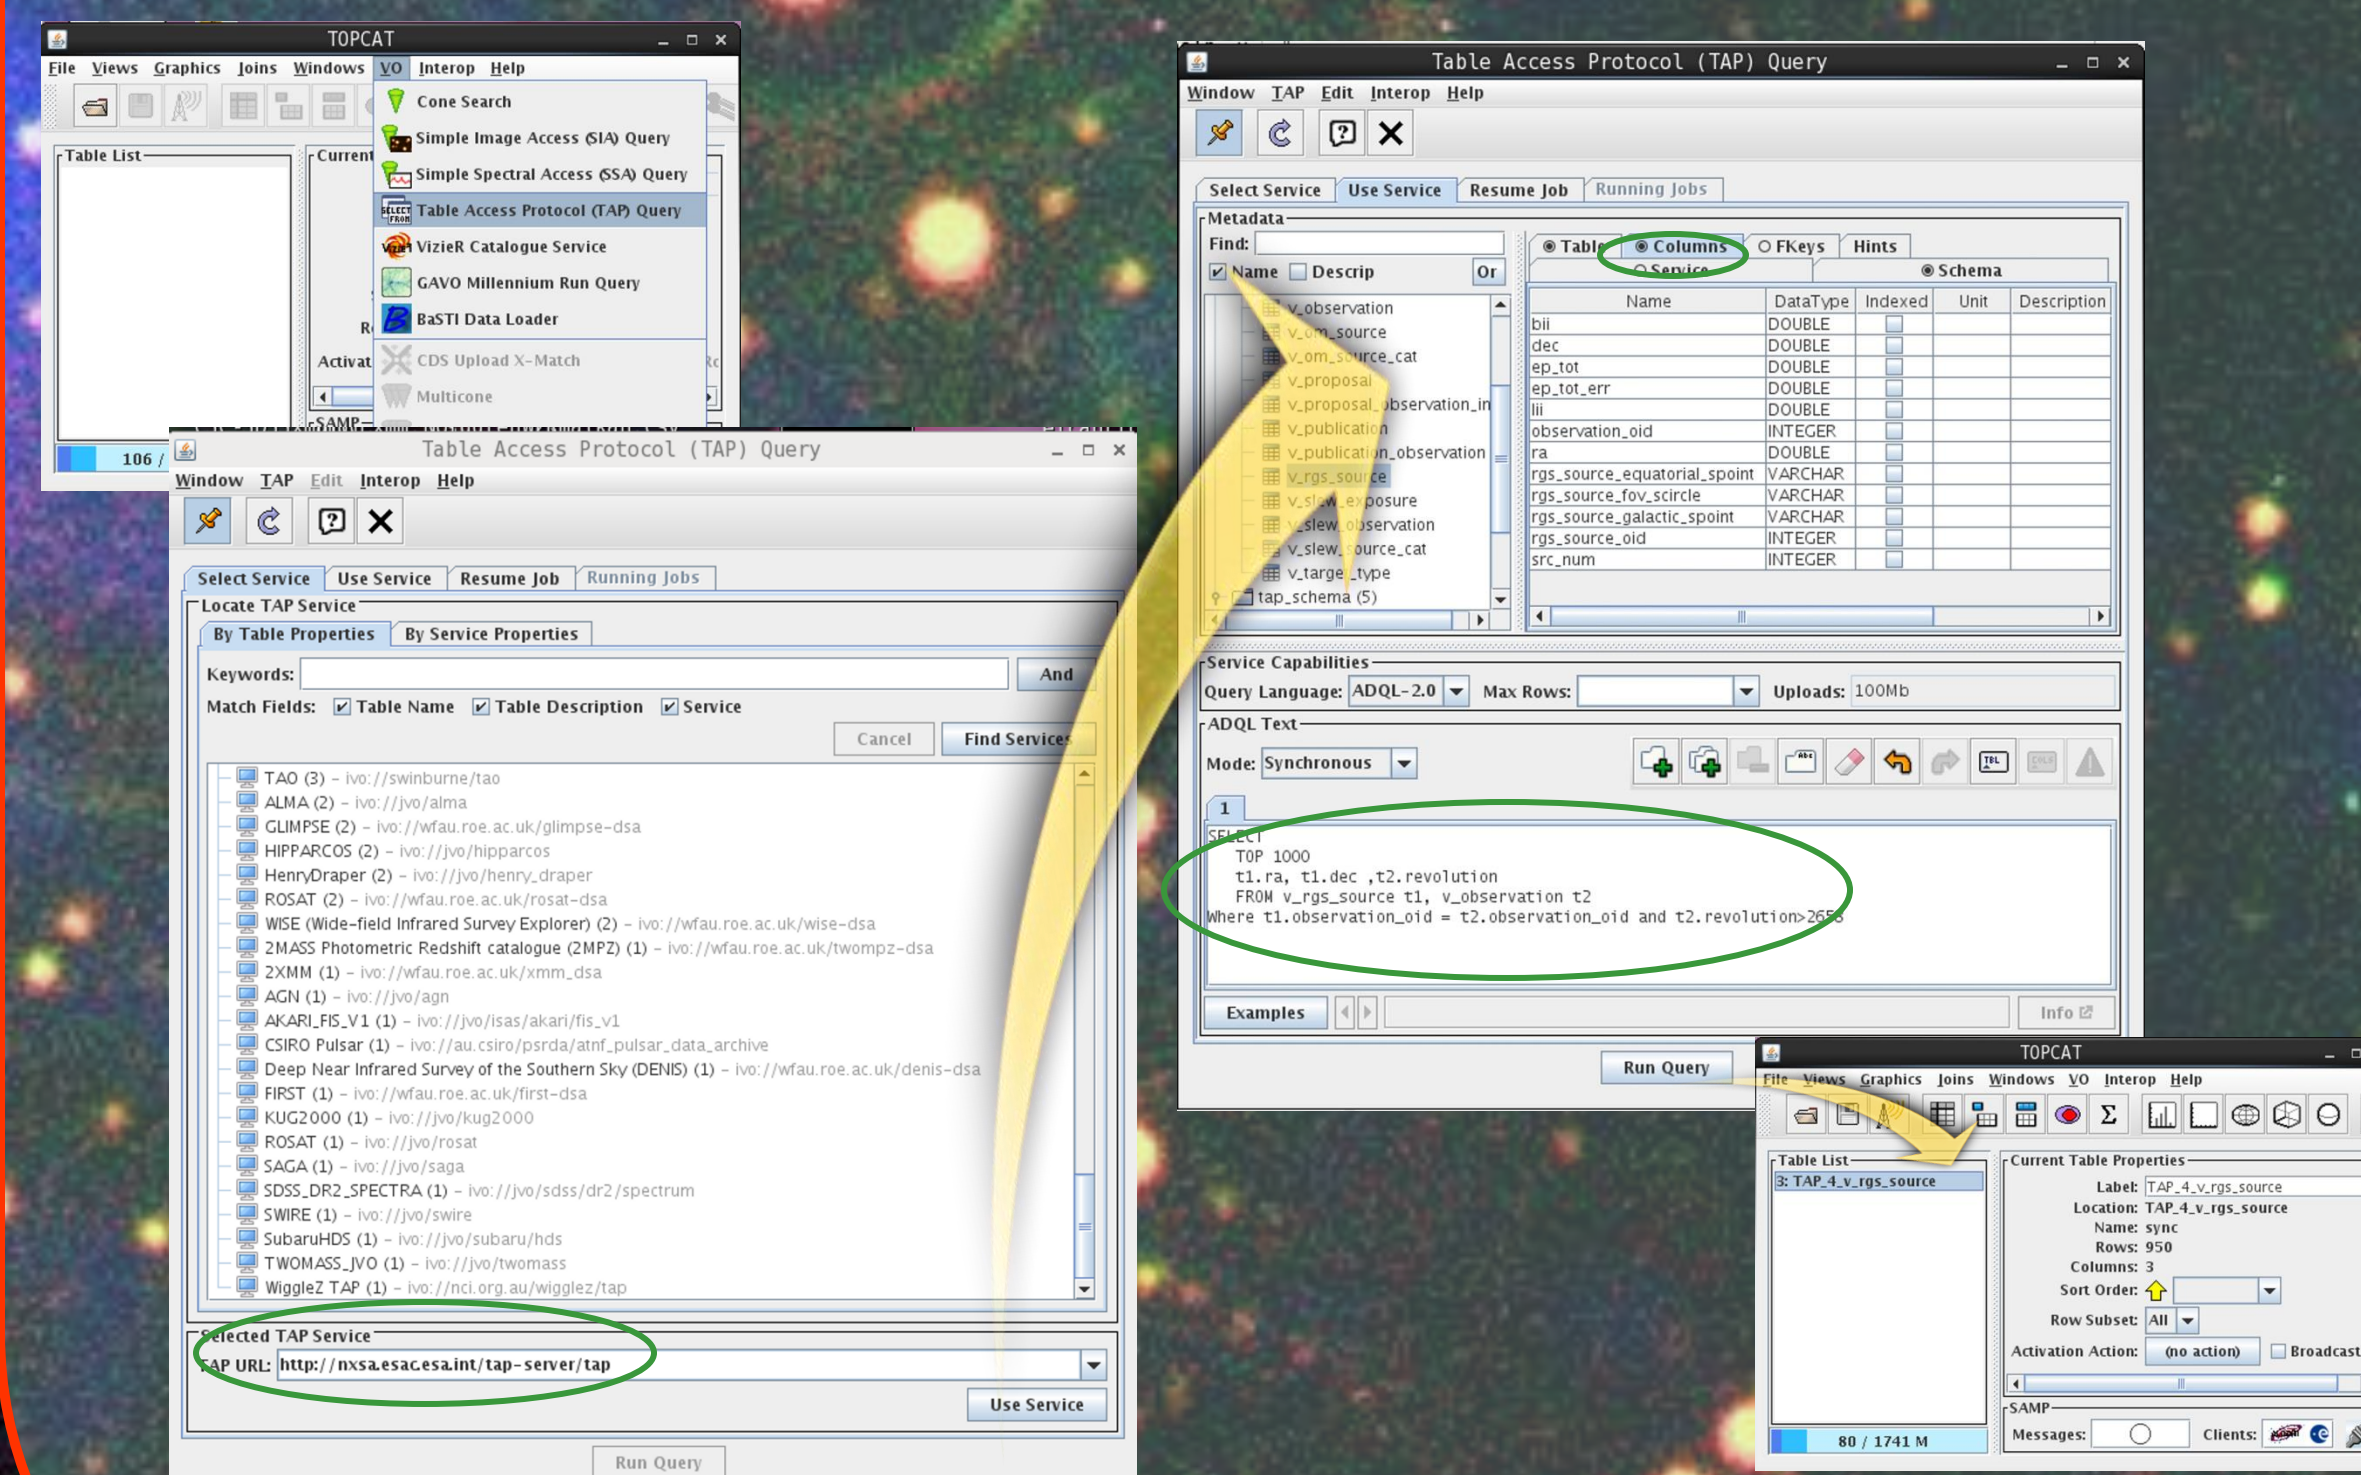 TOPCAT
File Views Graphics Joins Windows VO Interop Help
Cone Search
Simple Image Access (SIA) Query
Simple Spectral Access (SSA) Query
Table Access Protocol (TAP) Query
VizieR Catalogue Service
GAVO Millennium Run Query
BaSTI Data Loader
CDS Upload X-Match
Multicone
Table List
Current
Activat
SAMP
106 /
Table Access Protocol (TAP) Query
Window TAP Edit Interop Help
Select Service Use Service Resume Job Running Jobs
Locate TAP Service
By Table Properties By Service Properties
Keywords: And
Match Fields: Table Name Table Description Service
Cancel Find Services
TAO (3) - ivo://swinburne/tao
ALMA (2) - ivo://jvo/alma
GLIMPSE (2) - ivo://wfau.roe.ac.uk/glimpse-dsa
HIPPARCOS (2) - ivo://jvo/hipparcos
HenryDraper (2) - ivo://jvo/henry_draper
ROSAT (2) - ivo://wfau.roe.ac.uk/rosat-dsa
WISE (Wide-field Infrared Survey Explorer) (2) - ivo://wfau.roe.ac.uk/wise-dsa
2MASS Photometric Redshift catalogue (2MPZ) (1) - ivo://wfau.roe.ac.uk/twompz-dsa
2XMM (1) - ivo://wfau.roe.ac.uk/xmm_dsa
AGN (1) - ivo://jvo/agn
AKARI_FIS_V1 (1) - ivo://jvo/isas/akari/fis_v1
CSIRO Pulsar (1) - ivo://au.csiro/psrda/atnf_pulsar_data_archive
Deep Near Infrared Survey of the Southern Sky (DENIS) (1) - ivo://wfau.roe.ac.uk/denis-dsa
FIRST (1) - ivo://wfau.roe.ac.uk/first-dsa
KUG2000 (1) - ivo://jvo/kug2000
ROSAT (1) - ivo://jvo/rosat
SAGA (1) - ivo://jvo/saga
SDSS_DR2_SPECTRA (1) - ivo://jvo/sdss/dr2/spectrum
SWIRE (1) - ivo://jvo/swire
SubaruHDS (1) - ivo://jvo/subaru/hds
TWOMASS_JVO (1) - ivo://jvo/twomass
WiggleZ TAP (1) - ivo://nci.org.au/wigglez/tap
Selected TAP Service
TAP URL: http://nxsa.esac.esa.int/tap-server/tap
Use Service
Run Query
Table Access Protocol (TAP) Query
Window TAP Edit Interop Help
Select Service Use Service Resume Job Running Jobs
Metadata
Find:
Name Descrip Or
v_observation
v_om_source
v_om_source_cat
v_proposal
v_proposal_observation_in
v_publication
v_publication_observation
v_rgs_source
v_slew_exposure
v_slew_observation
v_slew_source_cat
v_target_type
tap_schema (5)
Table Columns FKeys Hints
Service Schema
Name DataType Indexed Unit Description
bii DOUBLE
dec DOUBLE
ep_tot DOUBLE
ep_tot_err DOUBLE
lii DOUBLE
observation_oid INTEGER
ra DOUBLE
rgs_source_equatorial_spoint VARCHAR
rgs_source_fov_scircle VARCHAR
rgs_source_galactic_spoint VARCHAR
rgs_source_oid INTEGER
src_num INTEGER
Service Capabilities
Query Language: ADQL-2.0 Max Rows: Uploads: 100Mb
ADQL Text
Mode: Synchronous
Abc
TBL
1
SELECT
TOP 1000
t1.ra, t1.dec ,t2.revolution
FROM v_rgs_source t1, v_observation t2
Where t1.observation_oid = t2.observation_oid and t2.revolution>
Examples Info
Run Query
TOPCAT
File Views Graphics Joins Windows VO Interop Help
Table List
3: TAP_4_v_rgs_source
80 / 1741 M
Current Table Properties
Label: TAP_4_v_rgs_source
Location: TAP_4_v_rgs_source
Name: sync
Rows: 950
Columns: 3
Sort Order:
Row Subset: All
Activation Action: (no action) Broadcast
SAMP
Messages: Clients: